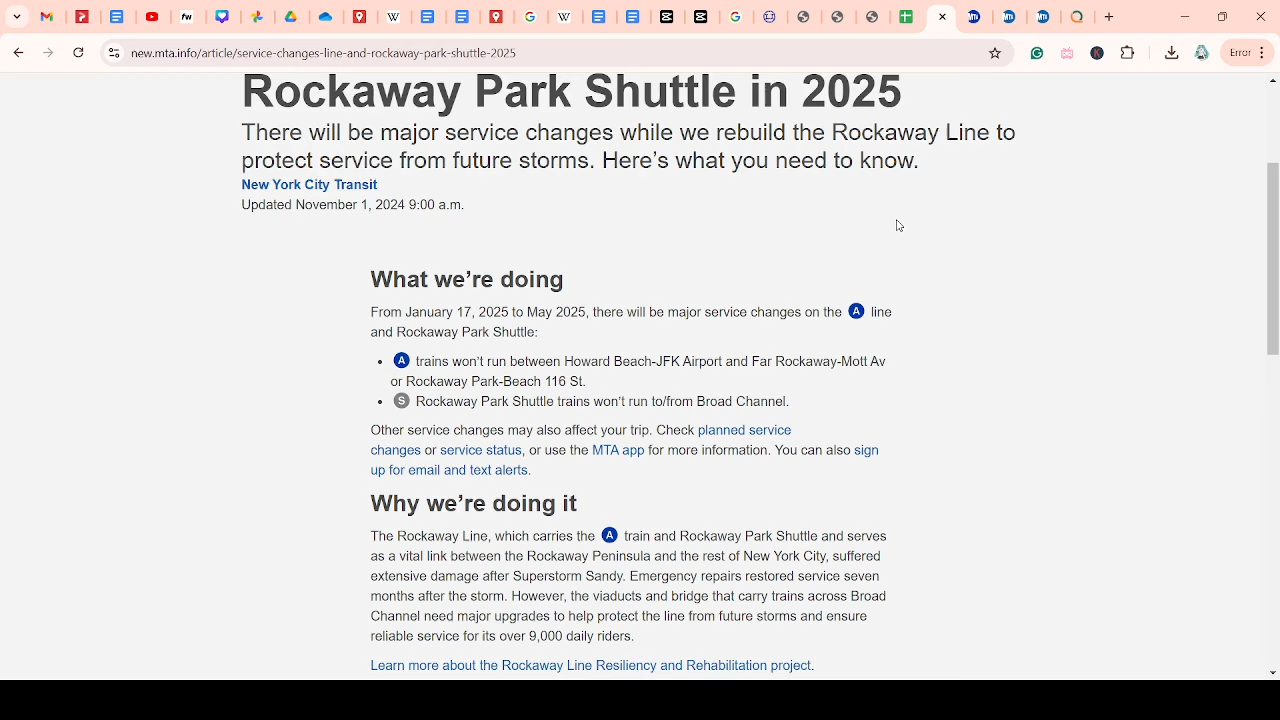 new.mta.info/article/service-changes-line-and-rockaway-park-shuttle-2025
Error
Rockaway Park Shuttle in 2025
There will be major service changes while we rebuild the Rockaway Line to
protect service from future storms. Here’s what you need to know.
New York City Transit
Updated November 1, 2024 9:00 a.m.
What we’re doing
From January 17, 2025 to May 2025, there will be major service changes on the A line
and Rockaway Park Shuttle:
• A trains won’t run between Howard Beach-JFK Airport and Far Rockaway-Mott Av
or Rockaway Park-Beach 116 St.
• S Rockaway Park Shuttle trains won’t run to/from Broad Channel.
Other service changes may also affect your trip. Check planned service
changes or service status, or use the MTA app for more information. You can also sign
up for email and text alerts.
Why we’re doing it
The Rockaway Line, which carries the A train and Rockaway Park Shuttle and serves
as a vital link between the Rockaway Peninsula and the rest of New York City, suffered
extensive damage after Superstorm Sandy. Emergency repairs restored service seven
months after the storm. However, the viaducts and bridge that carry trains across Broad
Channel need major upgrades to help protect the line from future storms and ensure
reliable service for its over 9,000 daily riders.
Learn more about the Rockaway Line Resiliency and Rehabilitation project.